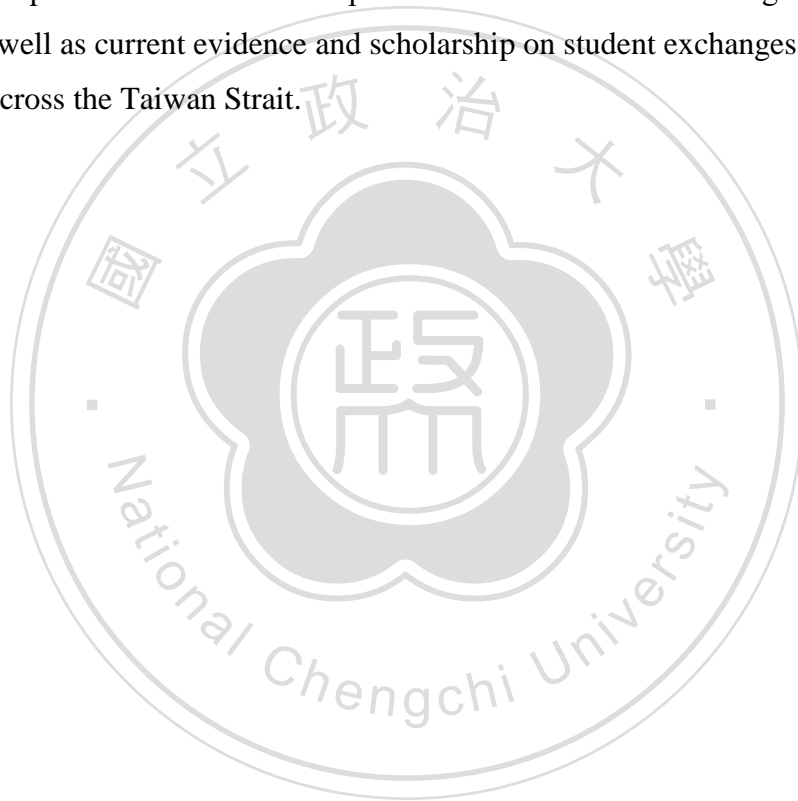 well as current evidence and scholarship on student exchanges
cross the Taiwan Strait.
國立政治大學
National Chengchi University